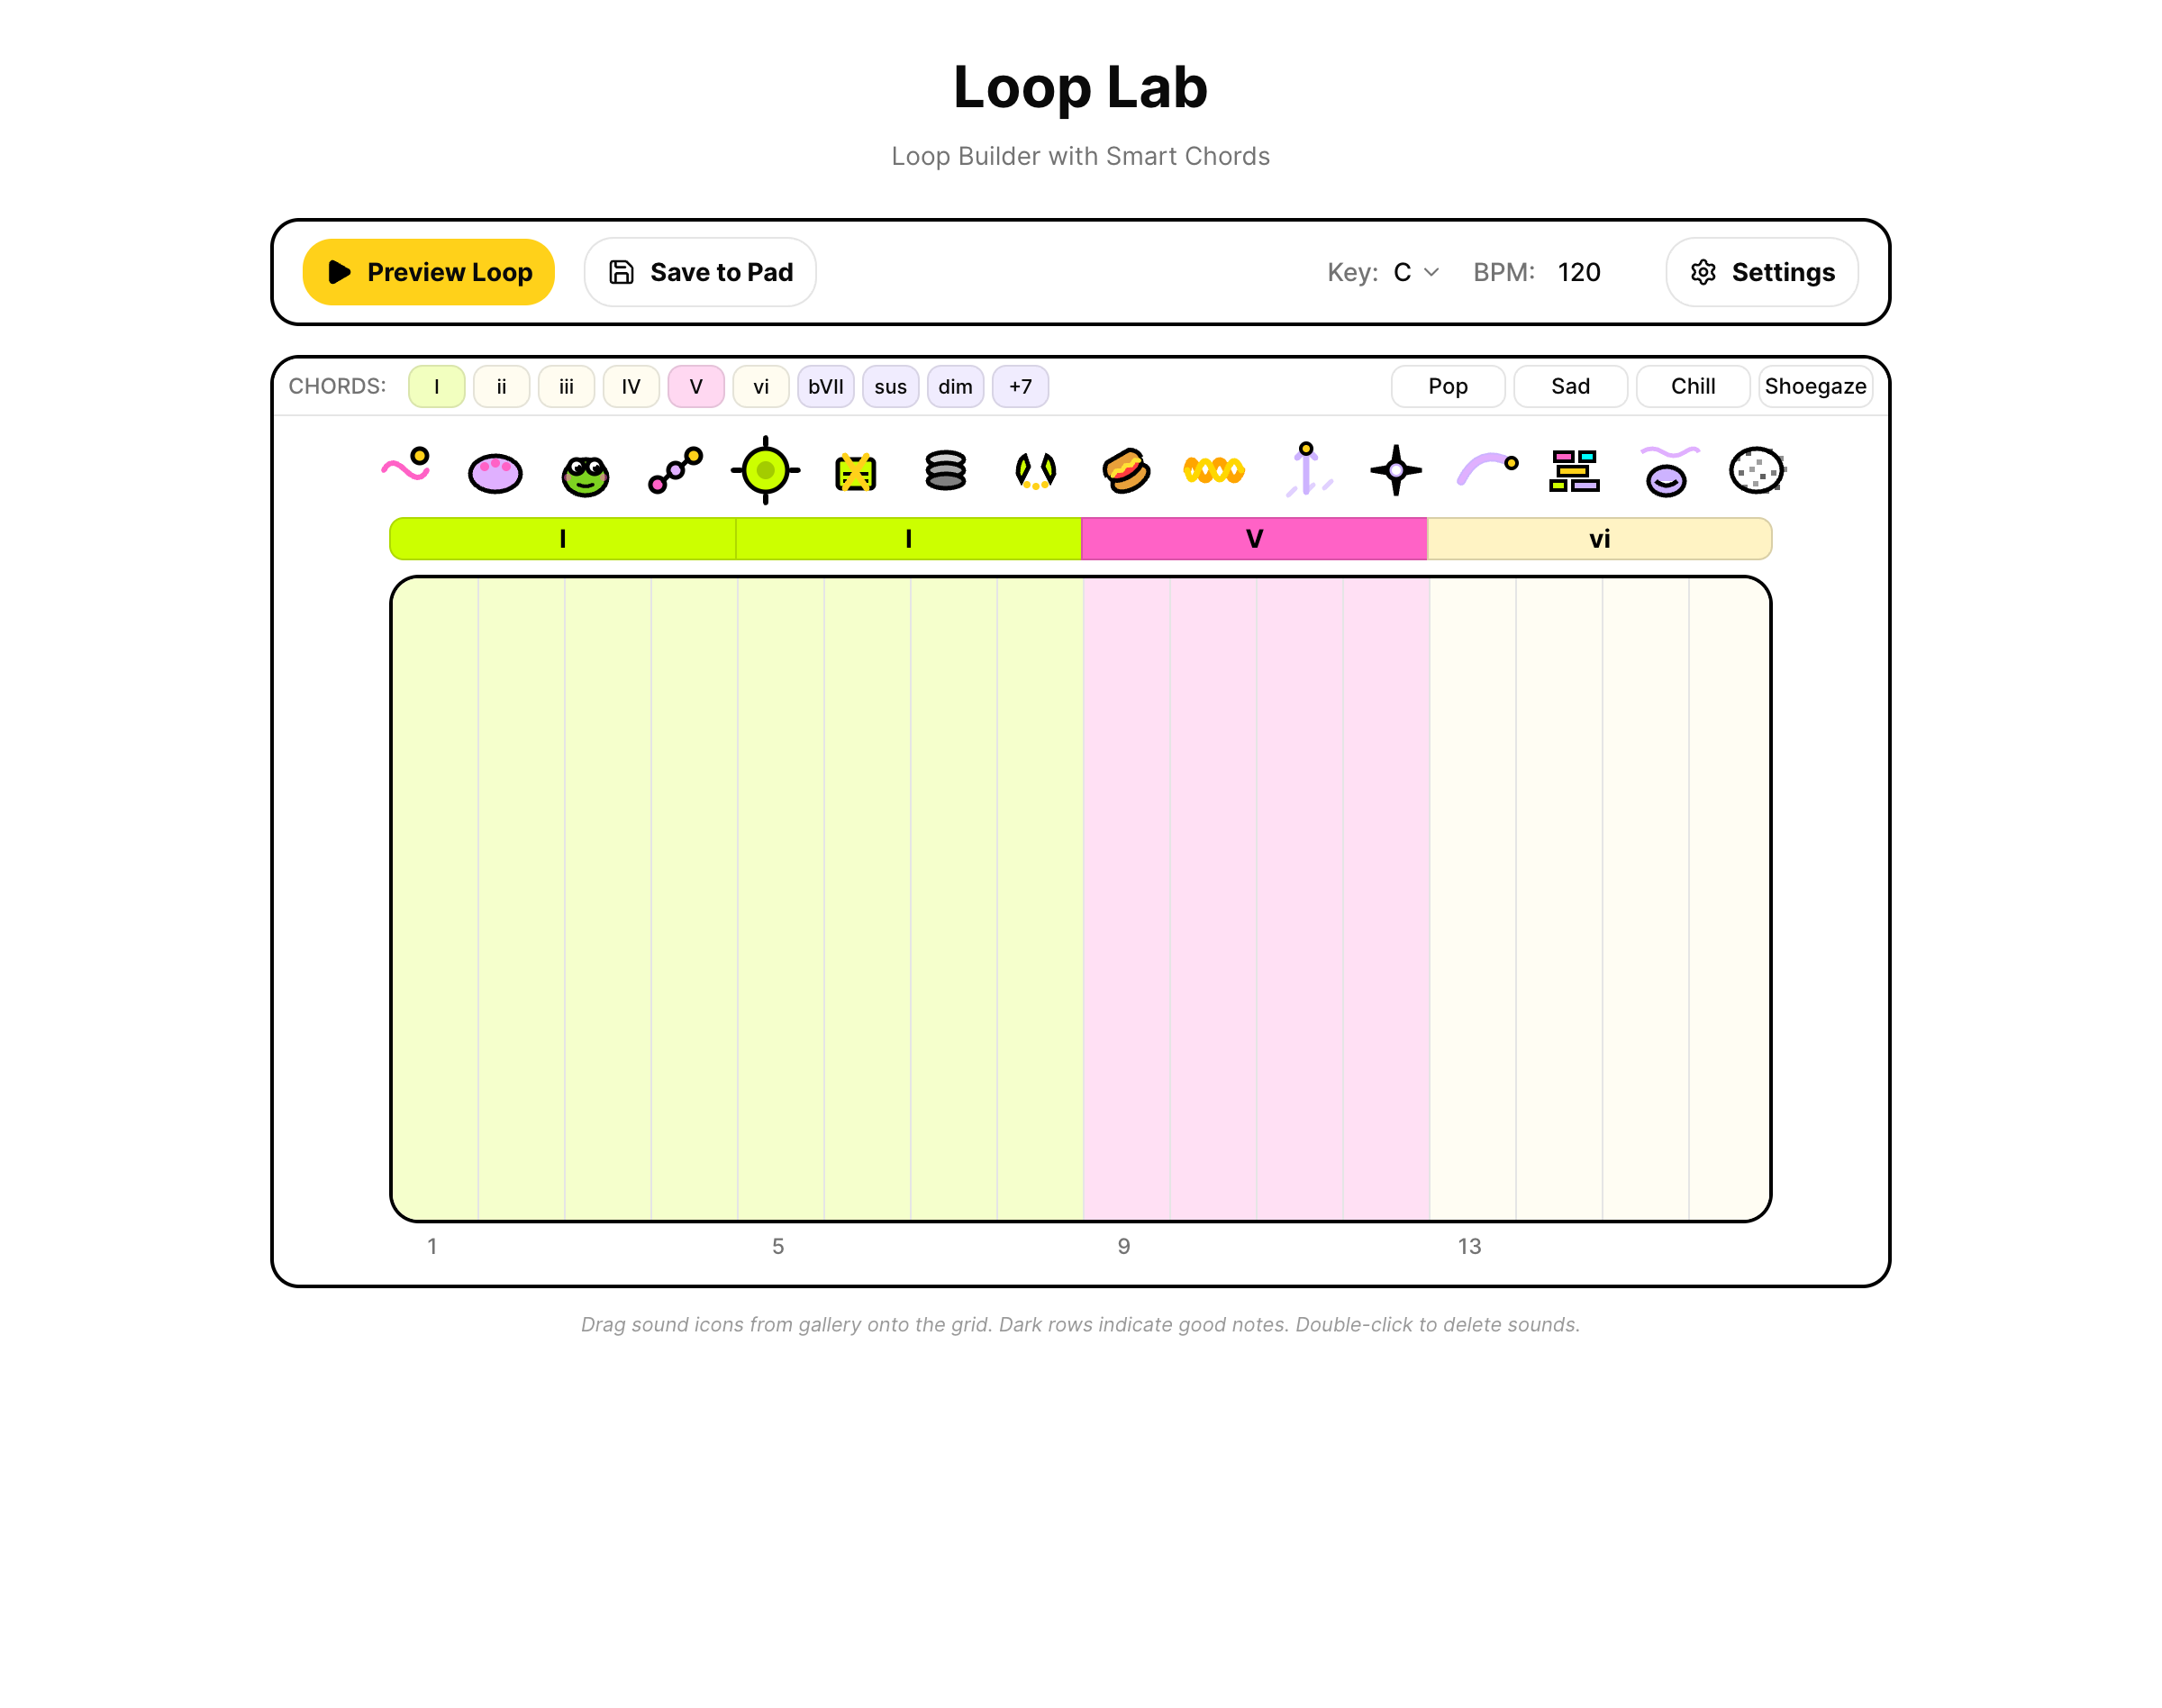 Loop Lab
Loop Builder with Smart Chords
Preview Loop Save to Pad Key: C BPM: 120 Settings
CHORDS: I ii iii IV V vi bVII sus dim +7 Pop Sad Chill Shoegaze
I I V vi
1 5 9 13
Drag sound icons from gallery onto the grid. Dark rows indicate good notes. Double-click to delete sounds.